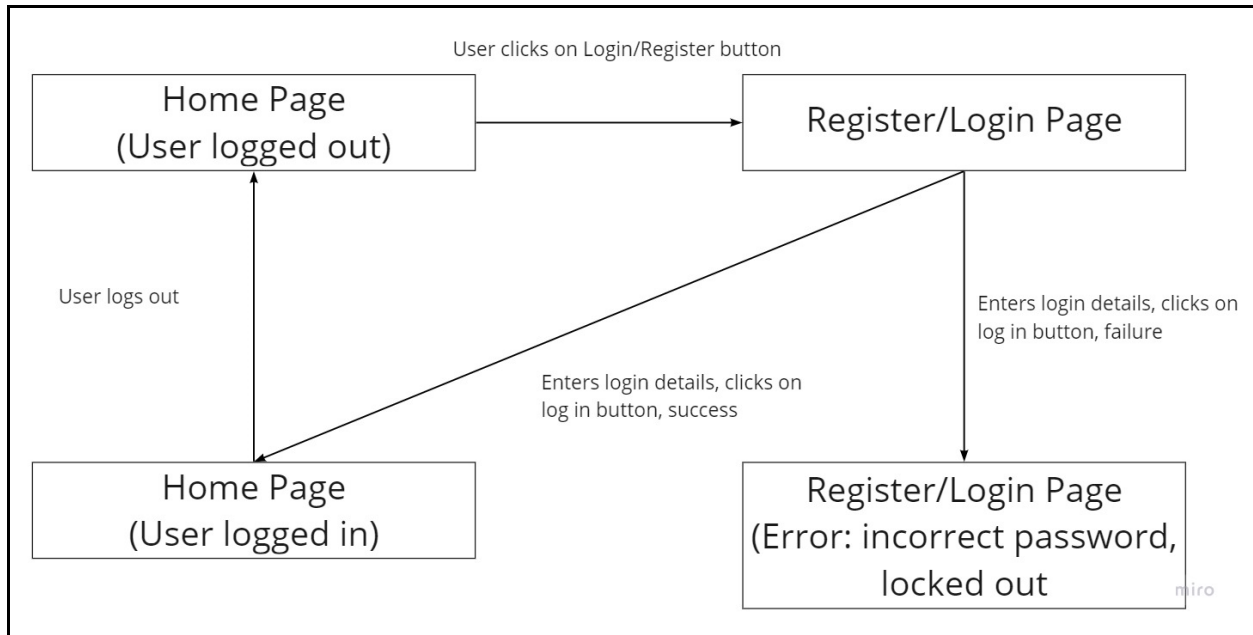 User clicks on Login/Register button
Home Page
(User logged out)
Register/Login Page
User logs out
Enters login details, clicks on
log in button, failure
Enters login details, clicks on
log in button, success
Home Page
(User logged in)
Register/Login Page
(Error: incorrect password,
locked out
miro